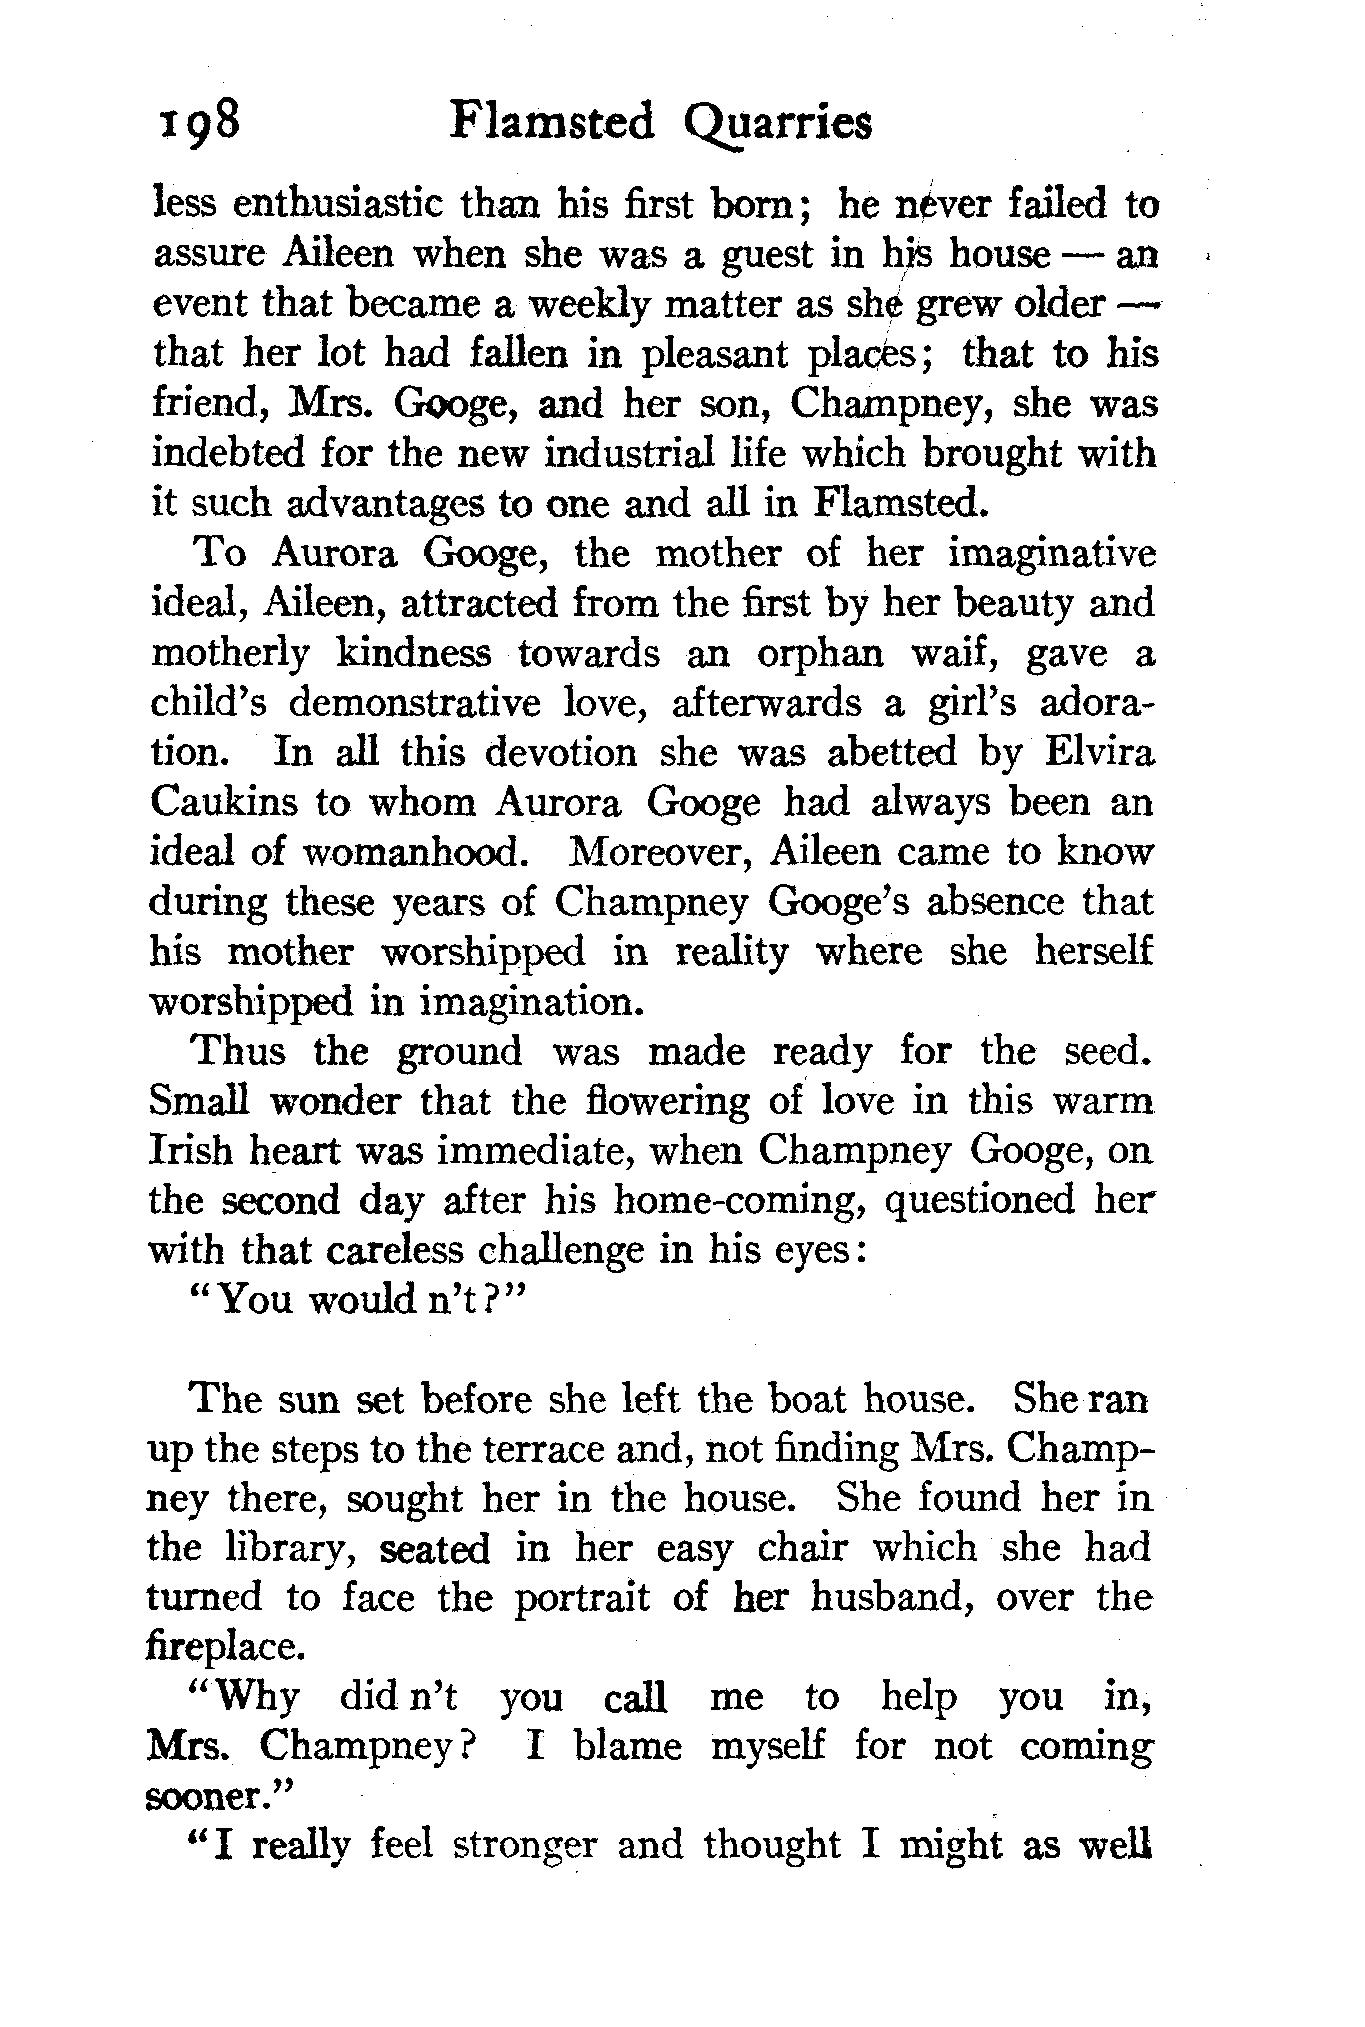 198 Flamsted Quarries
less enthusiastic than his first born; he never failed to
assure Aileen when she was a guest in his house — an
event that became a weekly matter as she grew older —
that her lot had fallen in pleasant places; that to his
friend, Mrs. Googe, and her son, Champney, she was
indebted for the new industrial life which brought with
it such advantages to one and all in Flamsted.
To Aurora Googe, the mother of her imaginative
ideal, Aileen, attracted from the first by her beauty and
motherly kindness towards an orphan waif, gave a
child's demonstrative love, afterwards a girl's adora-
tion. In all this devotion she was abetted by Elvira
Caukins to whom Aurora Googe had always been an
ideal of womanhood. Moreover, Aileen came to know
during these years of Champney Googe's absence that
his mother worshipped in reality where she herself
worshipped in imagination.
Thus the ground was made ready for the seed.
Small wonder that the flowering of love in this warm
Irish heart was immediate, when Champney Googe, on
the second day after his home-coming, questioned her
with that careless challenge in his eyes:
"You would n't?"
The sun set before she left the boat house. She ran
up the steps to the terrace and, not finding Mrs. Champ-
ney there, sought her in the house. She found her in
the library, seated in her easy chair which she had
turned to face the portrait of her husband, over the
fireplace.
"Why did n't you call me to help you in,
Mrs. Champney? I blame myself for not coming
sooner."
"I really feel stronger and thought I might as well